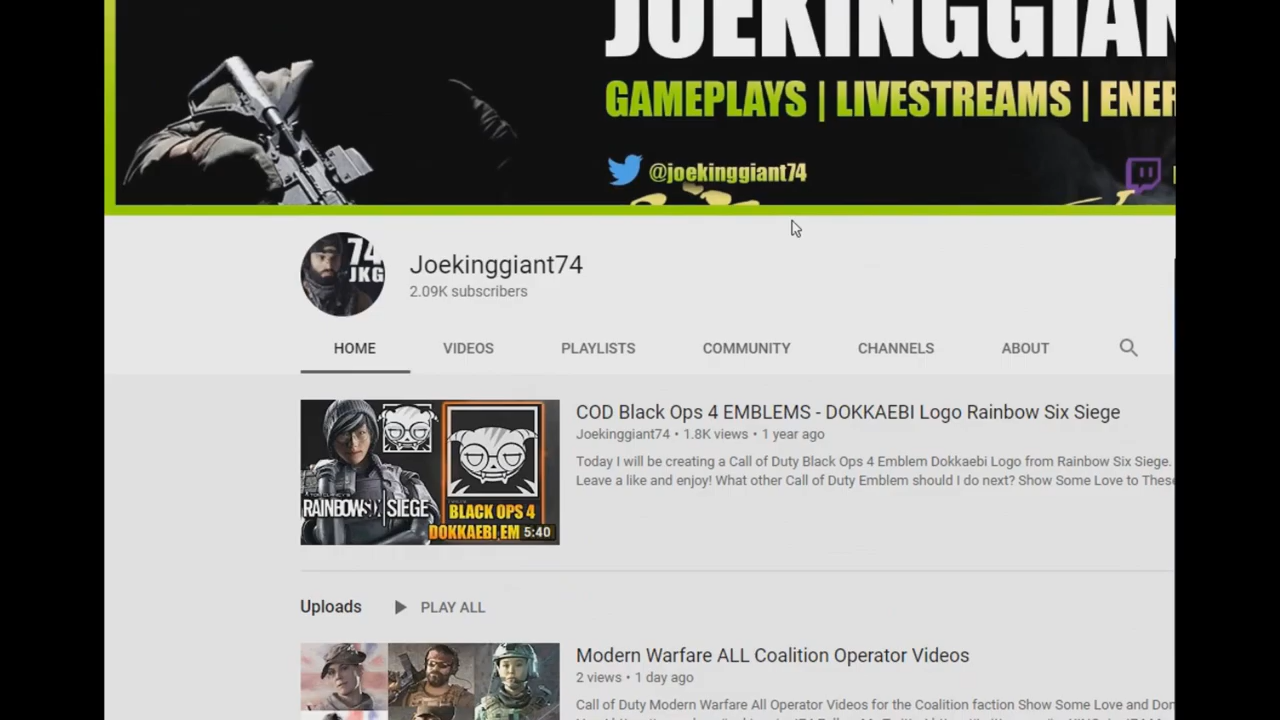 JOEKINGGIAN
GAMEPLAYS | LIVESTREAMS | ENER
@joekinggiant74
74
JKG
Joekinggiant74
2.09K subscribers
HOME VIDEOS PLAYLISTS COMMUNITY CHANNELS ABOUT
RAINBOW SIX | SIEGE
BLACK OPS 4
DOKKAEBI EM 5:40
COD Black Ops 4 EMBLEMS - DOKKAEBI Logo Rainbow Six Siege
Joekinggiant74 • 1.8K views • 1 year ago
Today I will be creating a Call of Duty Black Ops 4 Emblem Dokkaebi Logo from Rainbow Six Siege.
Leave a like and enjoy! What other Call of Duty Emblem should I do next? Show Some Love to These
Uploads PLAY ALL
Modern Warfare ALL Coalition Operator Videos
2 views • 1 day ago
Call of Duty Modern Warfare All Operator Videos for the Coalition faction Show Some Love and Don